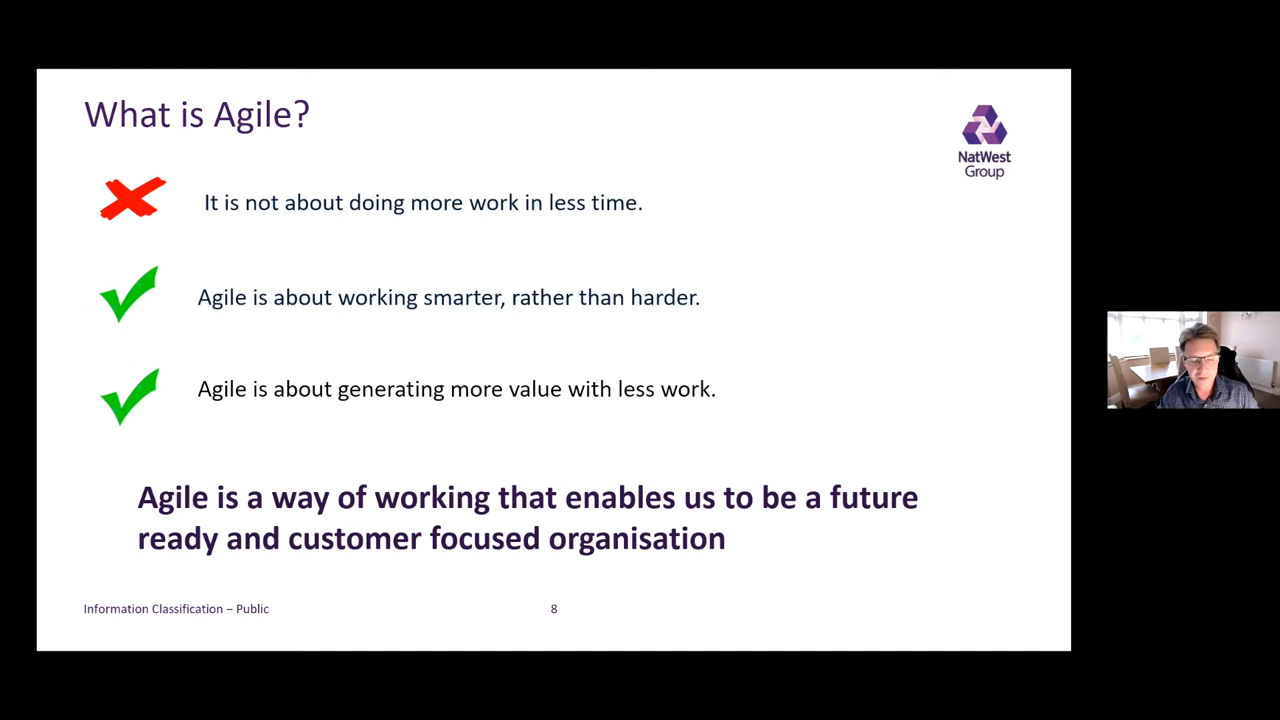 What is Agile?
NatWest
Group
It is not about doing more work in less time.
Agile is about working smarter, rather than harder.
Agile is about generating more value with less work.
Agile is a way of working that enables us to be a future
ready and customer focused organisation
Information Classification – Public
8